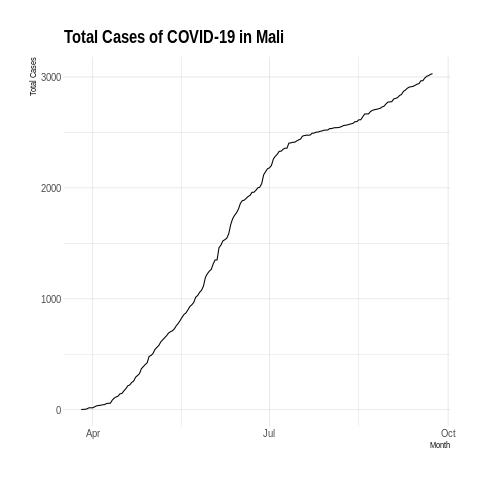 Total Cases of COVID-19 in Mali
Total Cases
3000
2000
1000
0
Apr
Jul
Oct
Month